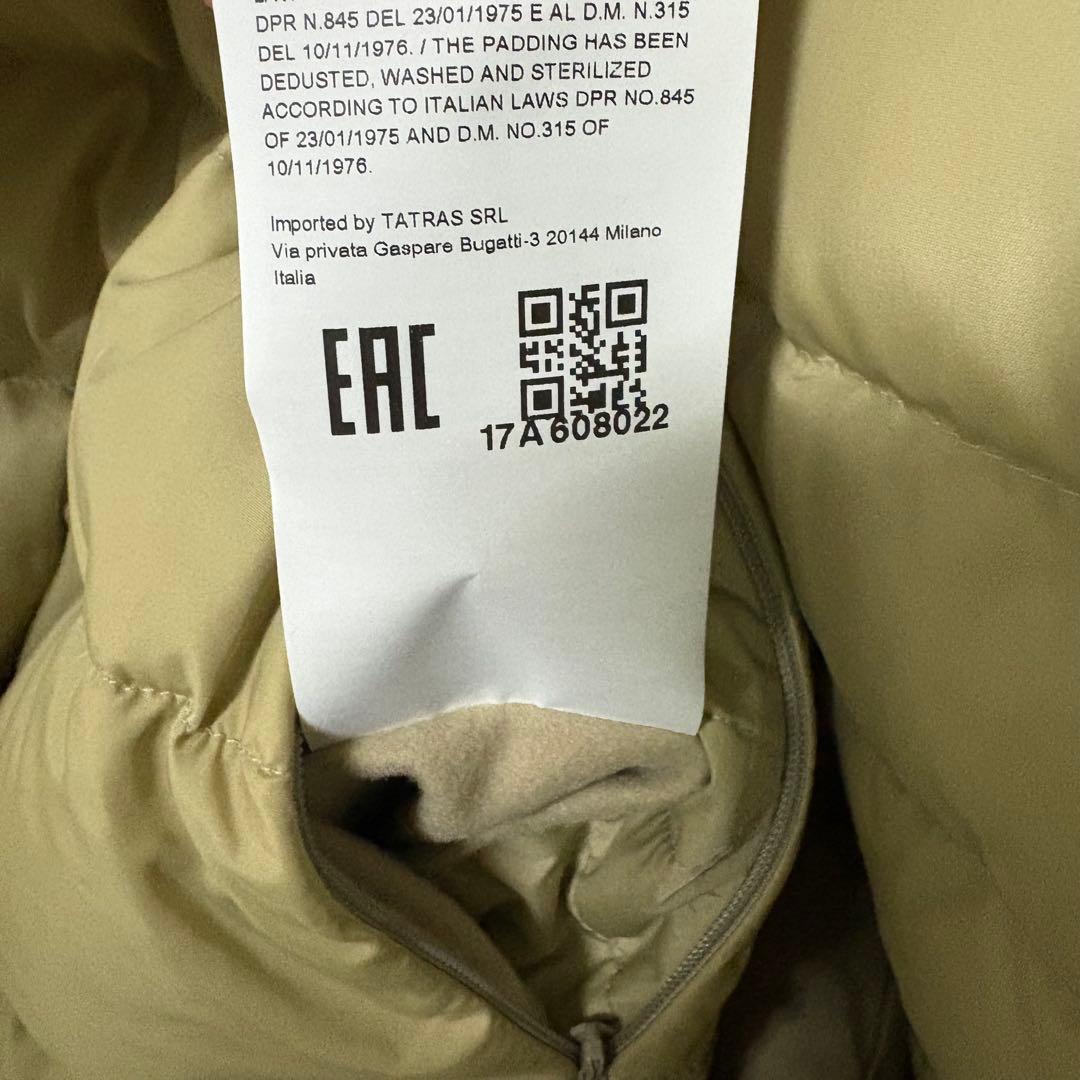 DPR N.845 DEL 23/01/1975 E AL D.M. N.315
DEL 10/11/1976. / THE PADDING HAS BEEN
DEDUSTED, WASHED AND STERILIZED
ACCORDING TO ITALIAN LAWS DPR NO.845
OF 23/01/1975 AND D.M. NO.315 OF
10/11/1976.
Imported by TATRAS SRL
Via privata Gaspare Bugatti-3 20144 Milano
Italia
EAC
17A608022